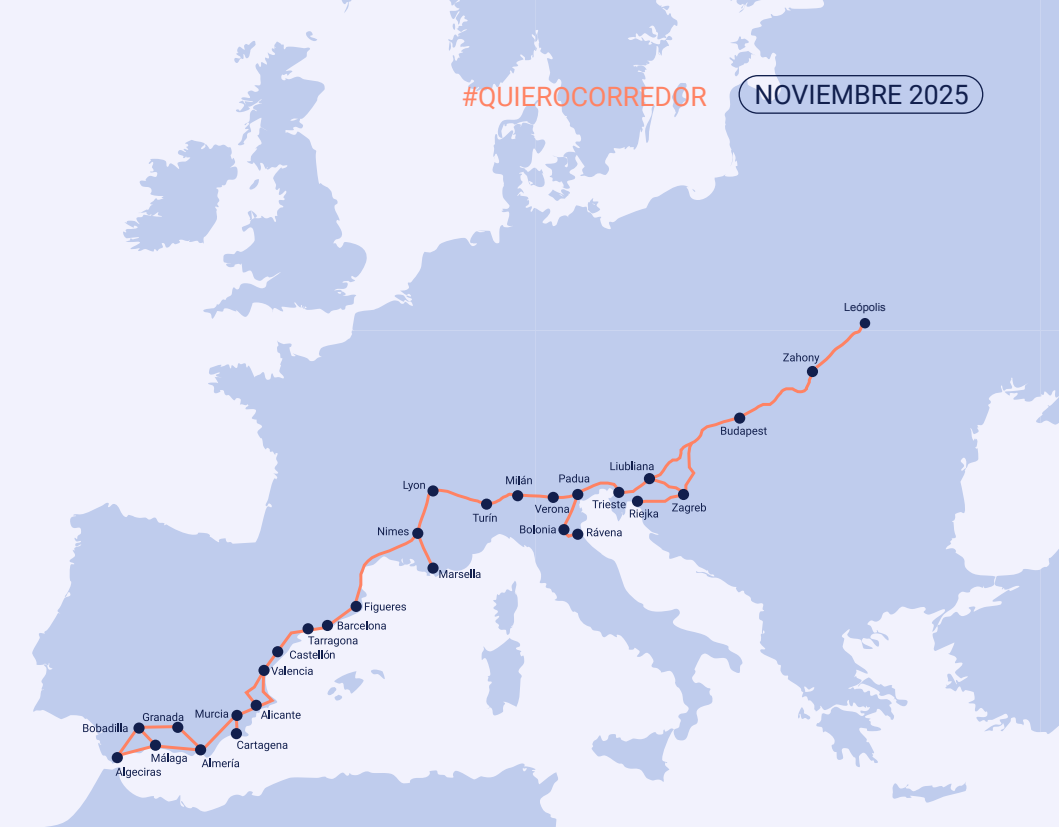 #QUIEROCORREDOR
NOVIEMBRE 2025
Leópolis
Zahony
Budapest
Liubliana
Padua
Milán
Lyon
Trieste
Zagreb
Verona
Riejka
Turín
Nimes
Bolonia
Rávena
Marsella
Figueres
Barcelona
Tarragona
Castellón
Valencia
Murcia
Alicante
Granada
Bobadilla
Cartagena
Málaga
Almería
Algeciras